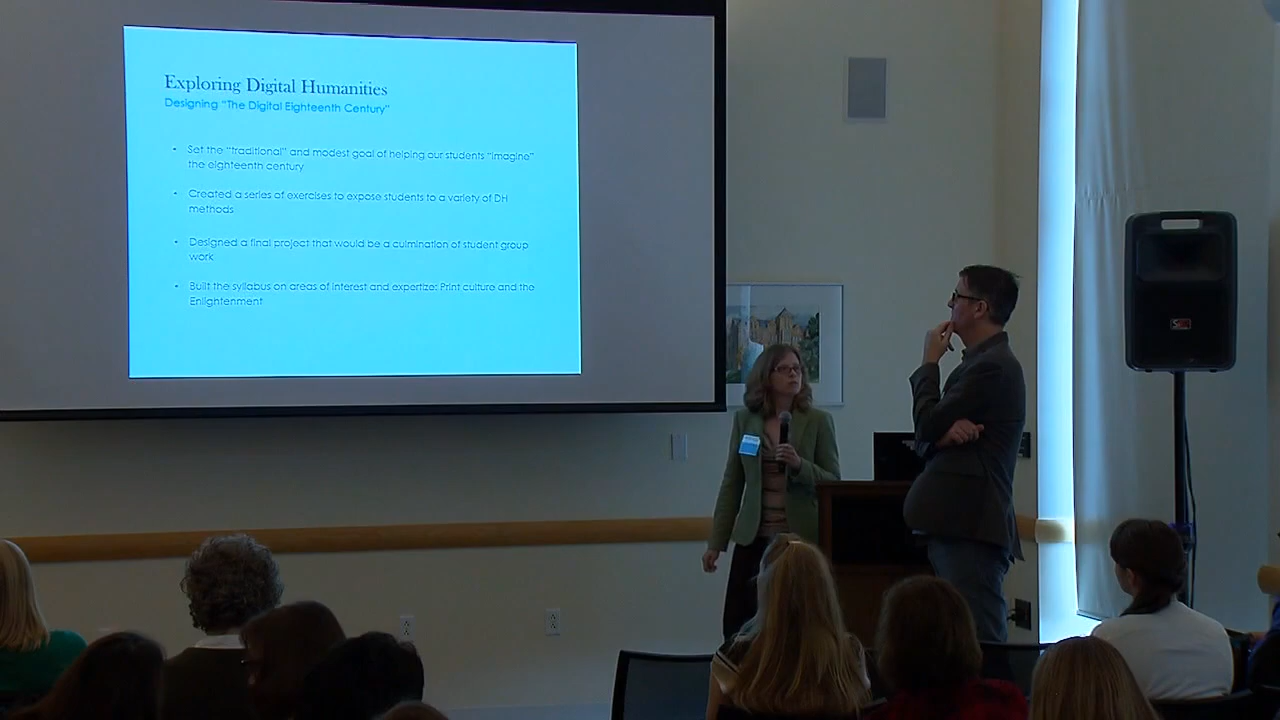 Exploring Digital Humanities
Designing "The Digital Eighteenth Century"
• Set the "traditional" and modest goal of helping our students "imagine"
the eighteenth century
• Created a series of exercises to expose students to a variety of DH
methods
• Designed a final project that would be a culmination of student group
work
• Built the syllabus on areas of interest and expertize: Print culture and the
Enlightenment